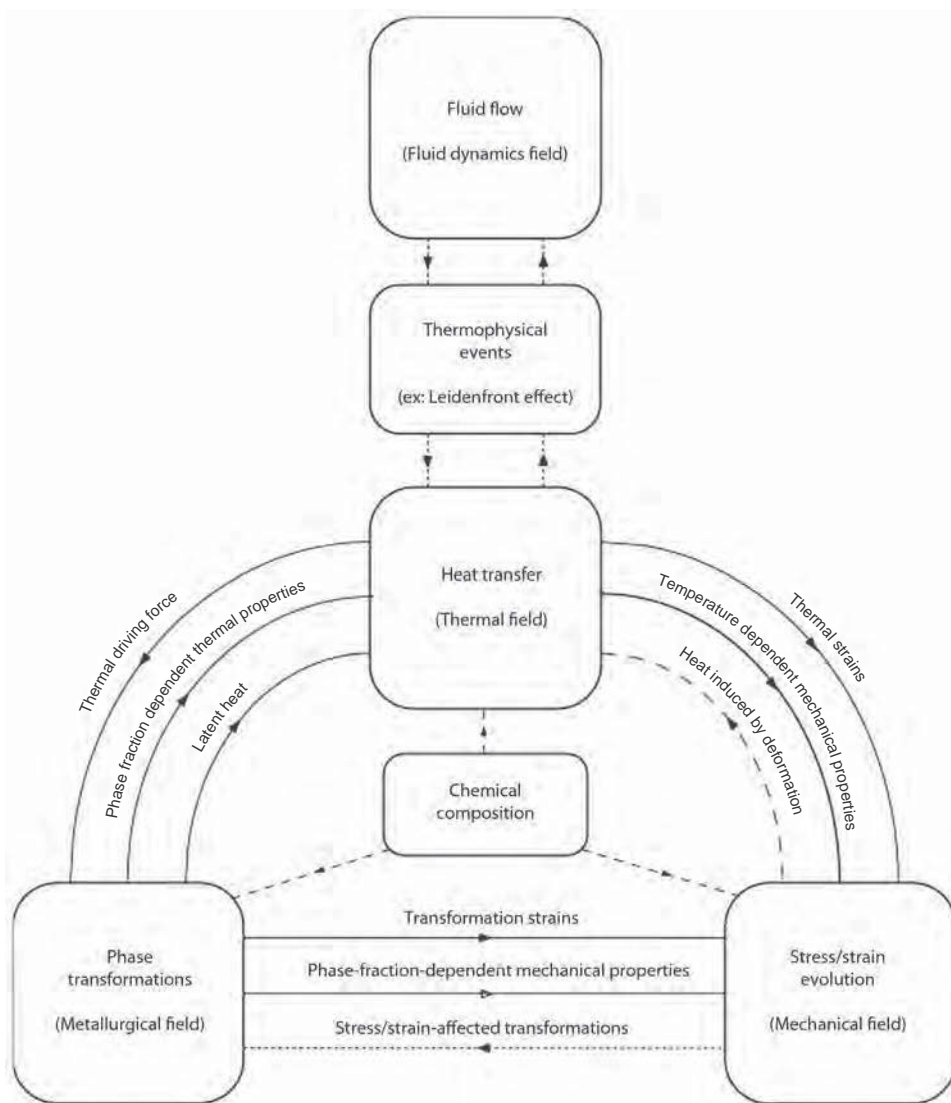 Fluid flow
(Fluid dynamics field)
Thermophysical
events
(ex: Leidenfront effect)
Heat transfer
(Thermal field)
Thermal driving force
Phase fraction dependent thermal properties
Latent heat
Thermal strains
Temperature dependent mechanical properties
Heat induced by deformation
Chemical
composition
Phase
transformations
(Metallurgical field)
Transformation strains
Phase-fraction-dependent mechanical properties
Stress/strain-affected transformations
Stress/strain
evolution
(Mechanical field)